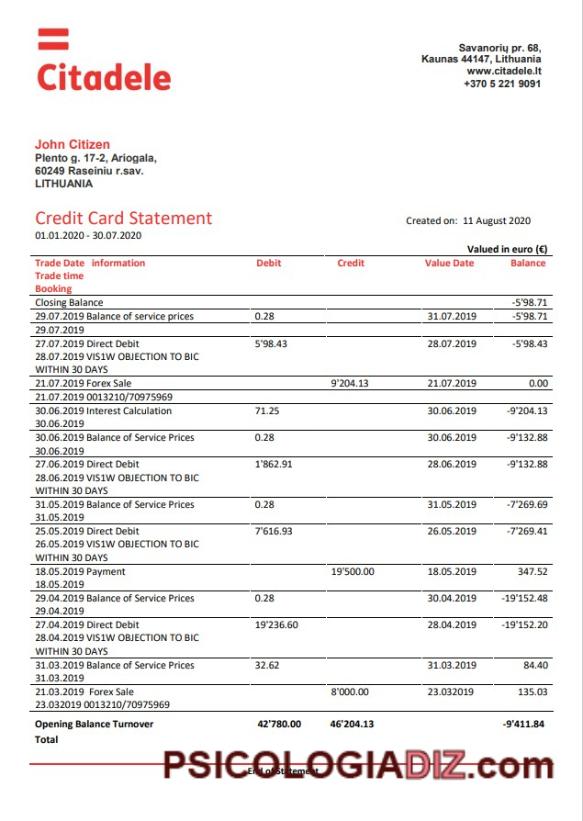 Citadele
Savanorių pr. 68,
Kaunas 44147, Lithuania
www.citadele.lt
+370 5 221 9091
John Citizen
Plento g. 17-2, Ariogala,
60249 Raseiniu r.sav.
LITHUANIA
Credit Card Statement
Created on: 11 August 2020
01.01.2020 - 30.07.2020
Valued in euro (€)
Trade Date information Debit Credit Value Date Balance
Trade time
Booking
Closing Balance -5'98.71
29.07.2019 Balance of service prices 0.28 31.07.2019 -5'98.71
29.07.2019
27.07.2019 Direct Debit 5'98.43 28.07.2019 -5'98.43
28.07.2019 VIS1W OBJECTION TO BIC
WITHIN 30 DAYS
21.07.2019 Forex Sale 9'204.13 21.07.2019 0.00
21.07.2019 0013210/70975969
30.06.2019 Interest Calculation 71.25 30.06.2019 -9'204.13
30.06.2019
30.06.2019 Balance of Service Prices 0.28 30.06.2019 -9'132.88
30.06.2019
27.06.2019 Direct Debit 1'862.91 28.06.2019 -9'132.88
28.06.2019 VIS1W OBJECTION TO BIC
WITHIN 30 DAYS
31.05.2019 Balance of Service Prices 0.28 31.05.2019 -7'269.69
31.05.2019
25.05.2019 Direct Debit 7'616.93 26.05.2019 -7'269.41
26.05.2019 VIS1W OBJECTION TO BIC
WITHIN 30 DAYS
18.05.2019 Payment 19'500.00 18.05.2019 347.52
18.05.2019
29.04.2019 Balance of Service Prices 0.28 30.04.2019 -19'152.48
29.04.2019
27.04.2019 Direct Debit 19'236.60 28.04.2019 -19'152.20
28.04.2019 VIS1W OBJECTION TO BIC
WITHIN 30 DAYS
31.03.2019 Balance of Service Prices 32.62 31.03.2019 84.40
31.03.2019
21.03.2019 Forex Sale 8'000.00 23.032019 135.03
23.032019 0013210/70975969
Opening Balance Turnover 42'780.00 46'204.13 -9'411.84
Total
PSICOLOGIADIZ.com
End of Statement